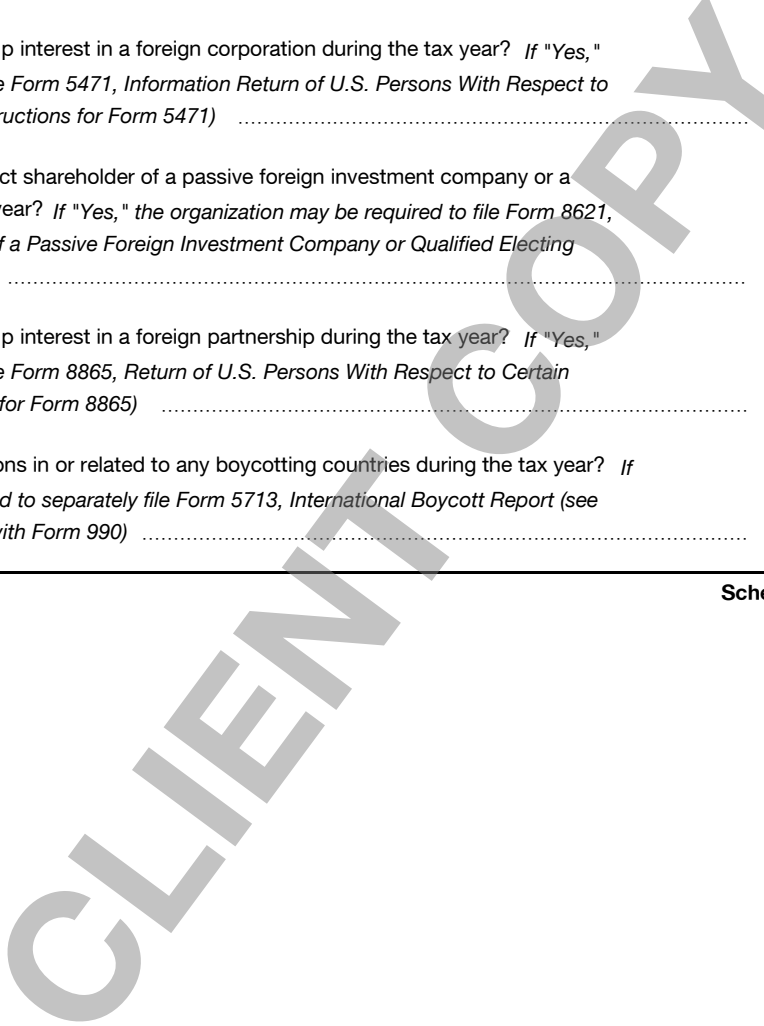 p interest in a foreign corporation during the tax year? If "Yes,"
e Form 5471, Information Return of U.S. Persons With Respect to
ructions for Form 5471) ........................................................................
ct shareholder of a passive foreign investment company or a
year? If "Yes," the organization may be required to file Form 8621,
f a Passive Foreign Investment Company or Qualified Electing
........................................................................
p interest in a foreign partnership during the tax year? If "Yes,"
e Form 8865, Return of U.S. Persons With Respect to Certain
for Form 8865) ........................................................................
ons in or related to any boycotting countries during the tax year? If
d to separately file Form 5713, International Boycott Report (see
with Form 990) ........................................................................
Sche
CLIENT COPY